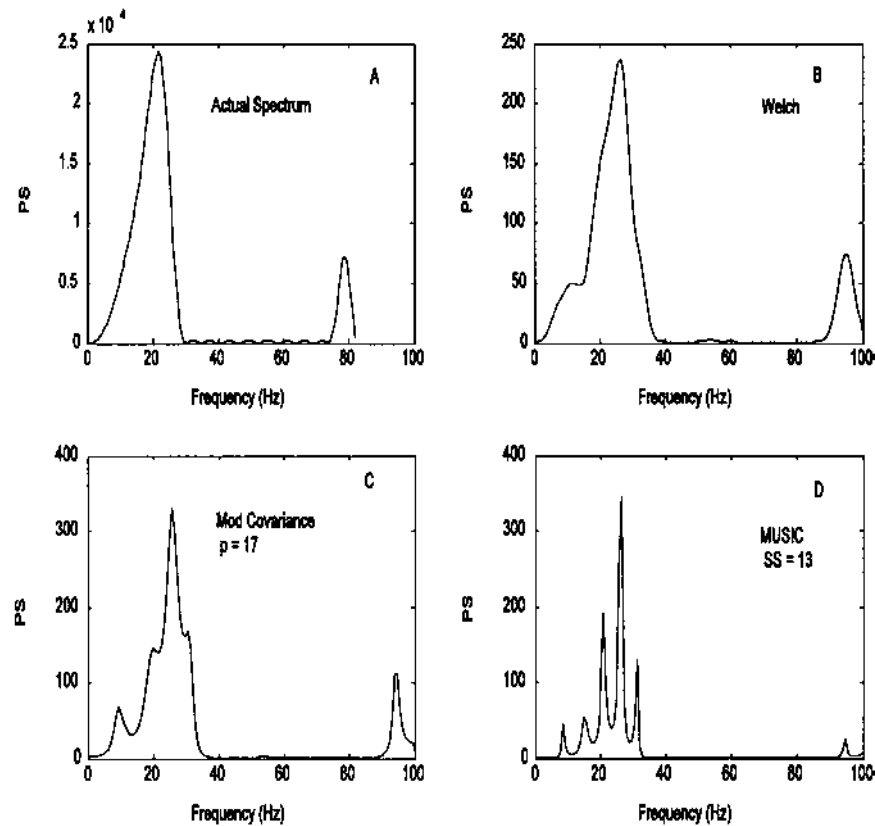 x 10 4
2.5
2
1.5
1
0.5
0
0 20 40 60 80 100
PS
Frequency (Hz)
A
Actual Spectrum
250
200
150
100
50
0
0 20 40 60 80 100
PS
Frequency (Hz)
B
Welch
400
300
200
100
0
0 20 40 60 80 100
PS
Frequency (Hz)
C
Mod Covariance
p = 17
400
300
200
100
0
0 20 40 60 80 100
PS
Frequency (Hz)
D
MUSIC
SS = 13